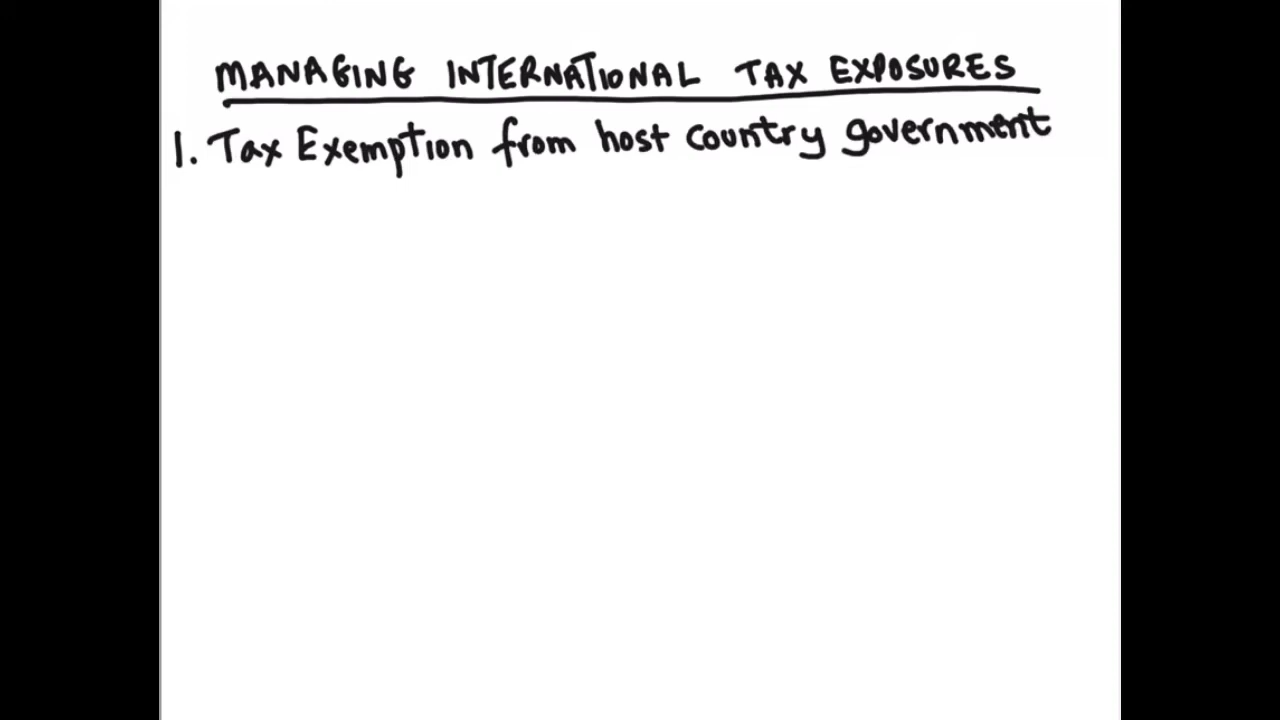 MANAGING INTERNATIONAL TAX EXPOSURES
1. Tax Exemption from host country government